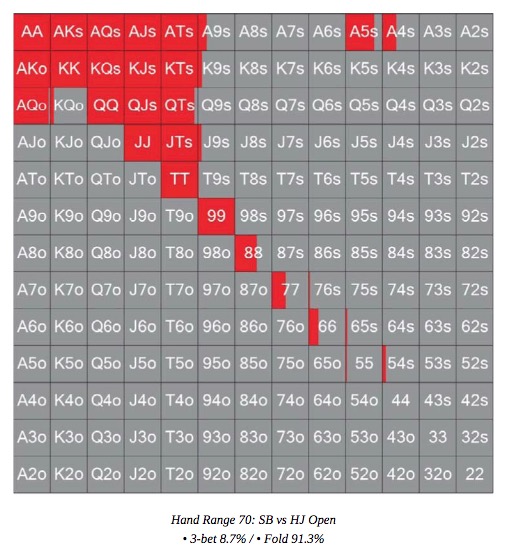 AA AKs AQs AJs ATs A9s A8s A7s A6s A5s A4s A3s A2s
AKo KK KQs KJs KTs K9s K8s K7s K6s K5s K4s K3s K2s
AQo KQo QQ QJs QTs Q9s Q8s Q7s Q6s Q5s Q4s Q3s Q2s
AJo KJo QJo JJ JTs J9s J8s J7s J6s J5s J4s J3s J2s
ATo KTo QTo JTo TT T9s T8s T7s T6s T5s T4s T3s T2s
A9o K9o Q9o J9o T9o 99 98s 97s 96s 95s 94s 93s 92s
A8o K8o Q8o J8o T8o 98o 88 87s 86s 85s 84s 83s 82s
A7o K7o Q7o J7o T7o 97o 87o 77 76s 75s 74s 73s 72s
A6o K6o Q6o J6o T6o 96o 86o 76o 66 65s 64s 63s 62s
A5o K5o Q5o J5o T5o 95o 85o 75o 65o 55 54s 53s 52s
A4o K4o Q4o J4o T4o 94o 84o 74o 64o 54o 44 43s 42s
A3o K3o Q3o J3o T3o 93o 83o 73o 63o 53o 43o 33 32s
A2o K2o Q2o J2o T2o 92o 82o 72o 62o 52o 42o 32o 22
Hand Range 70: SB vs HJ Open
• 3-bet 8.7% / • Fold 91.3%